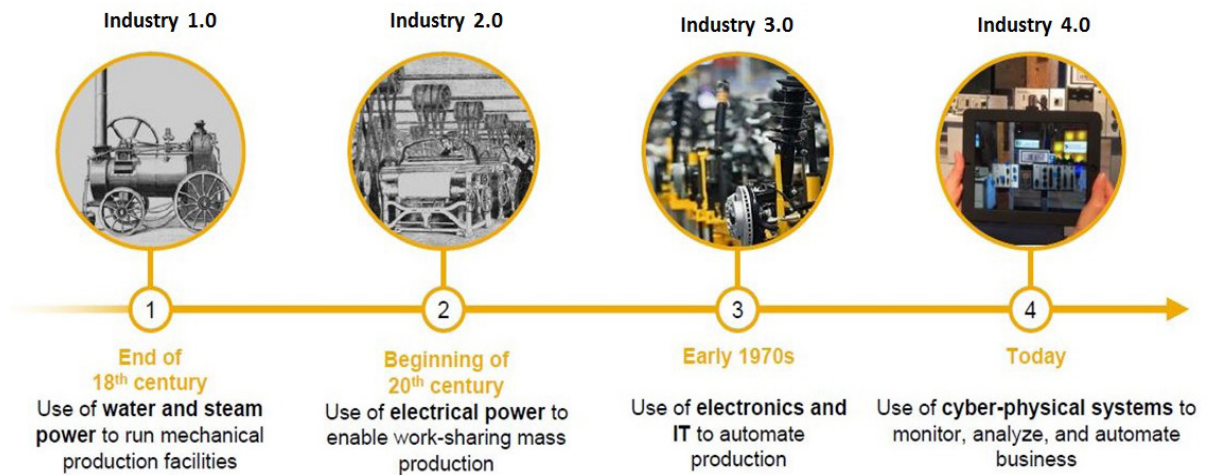 Industry 1.0
Industry 2.0
Industry 3.0
Industry 4.0
1
2
3
4
End of
18th century
Use of water and steam
power to run mechanical
production facilities
Beginning of
20th century
Use of electrical power to
enable work-sharing mass
production
Early 1970s
Use of electronics and
IT to automate
production
Today
Use of cyber-physical systems to
monitor, analyze, and automate
business